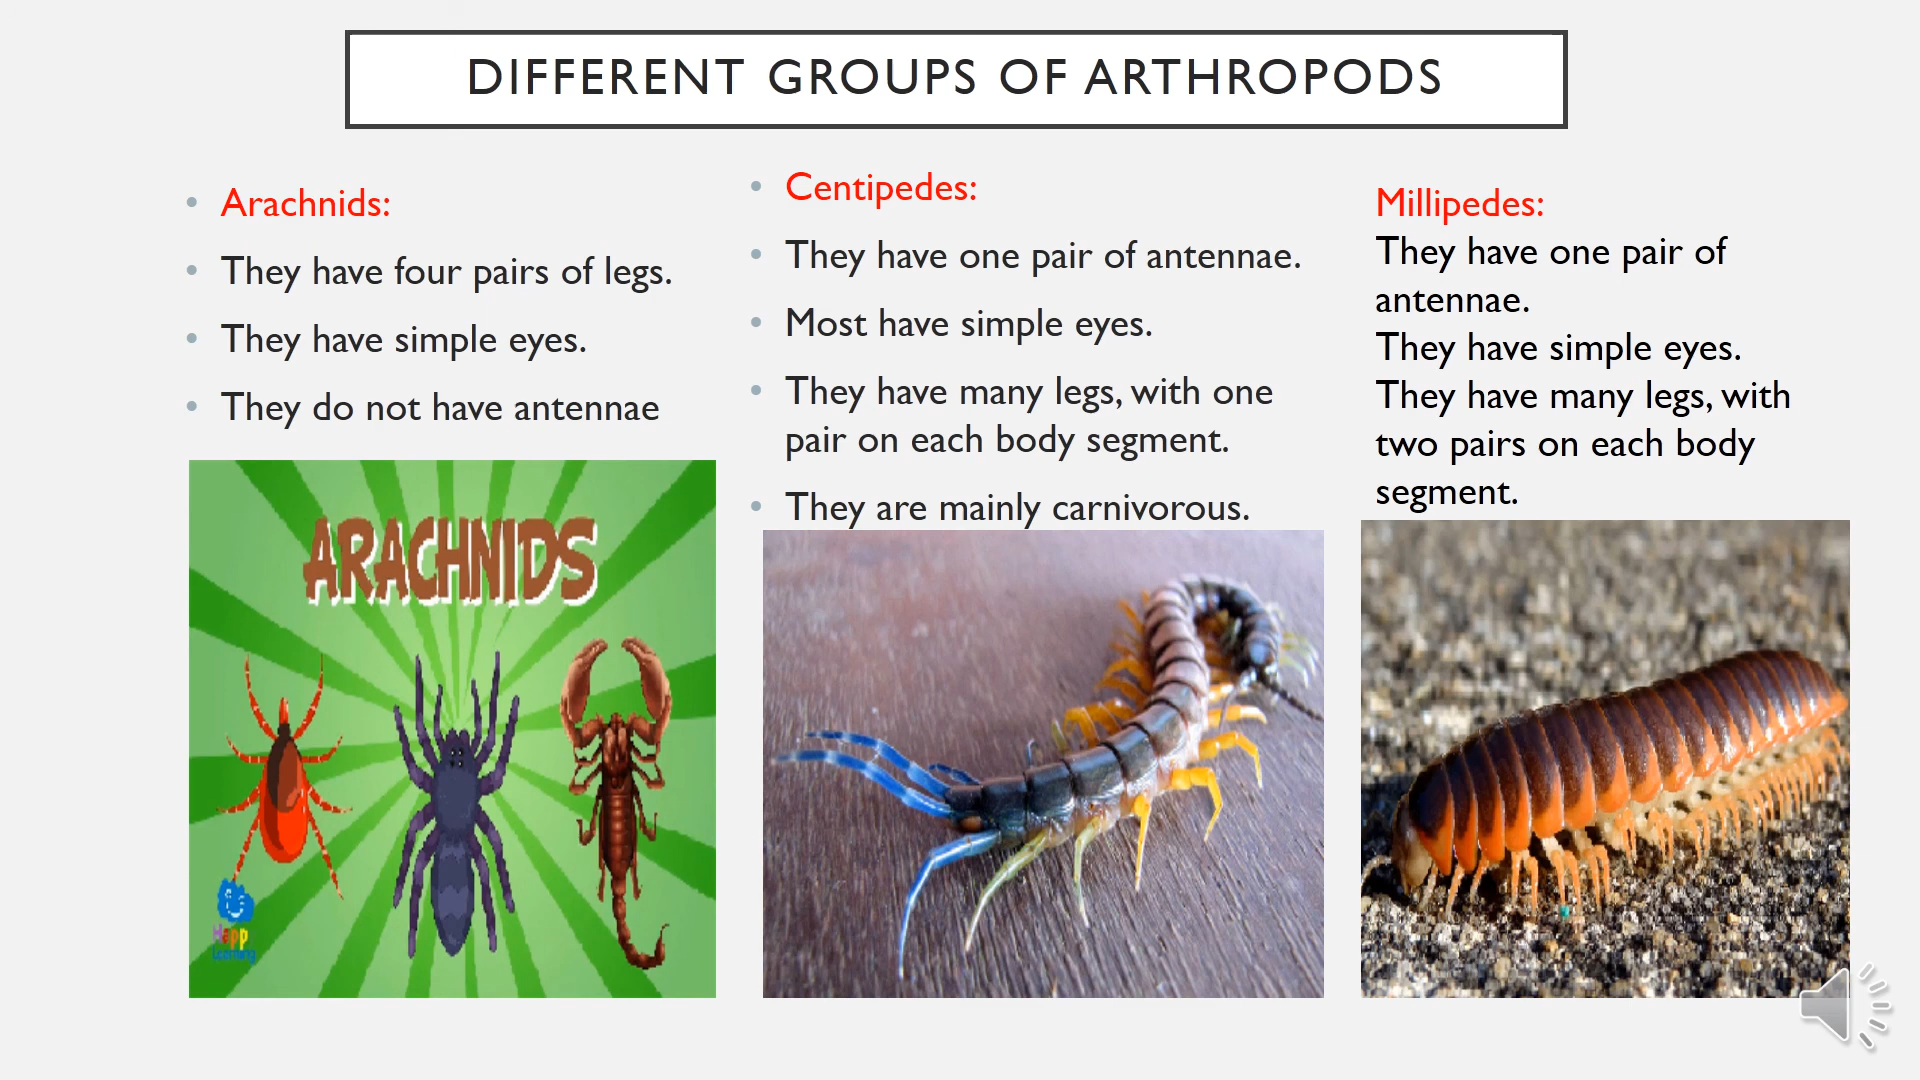 DIFFERENT GROUPS OF ARTHROPODS
• Arachnids:
• They have four pairs of legs.
• They have simple eyes.
• They do not have antennae
ARACHNIDS
Happ
Learning
• Centipedes:
• They have one pair of antennae.
• Most have simple eyes.
• They have many legs, with one
pair on each body segment.
• They are mainly carnivorous.
Millipedes:
They have one pair of
antennae.
They have simple eyes.
They have many legs, with
two pairs on each body
segment.